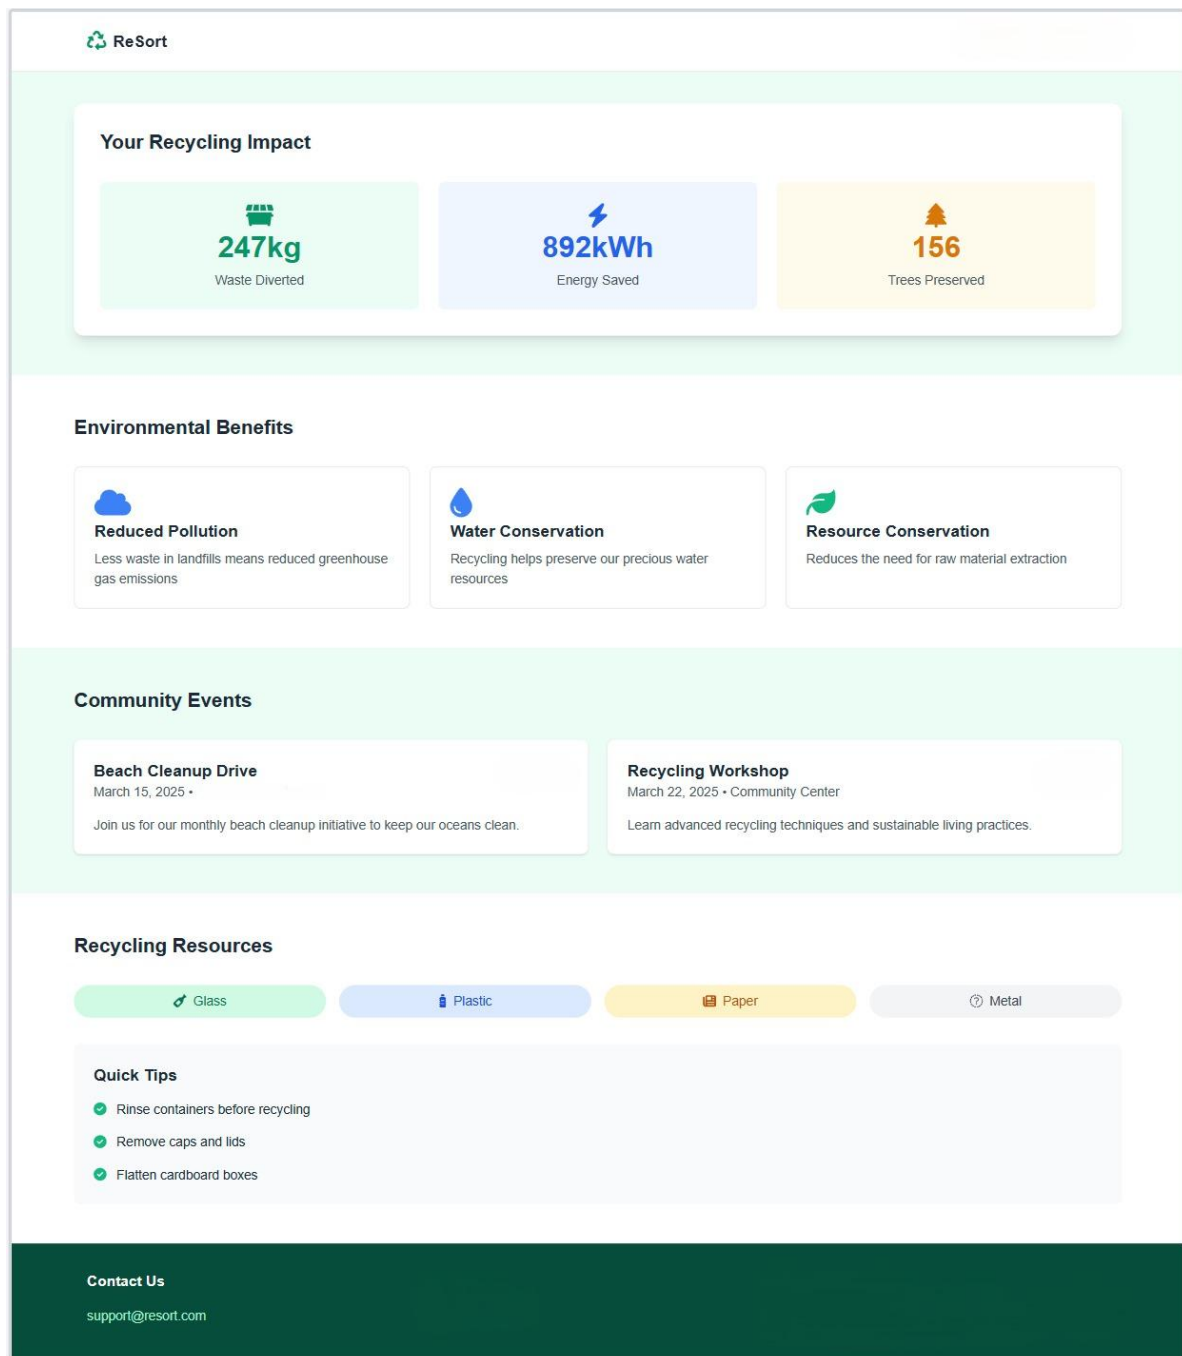 ReSort
Your Recycling Impact
247kg
Waste Diverted
892kWh
Energy Saved
156
Trees Preserved
Environmental Benefits
Reduced Pollution
Less waste in landfills means reduced greenhouse
gas emissions
Water Conservation
Recycling helps preserve our precious water
resources
Resource Conservation
Reduces the need for raw material extraction
Community Events
Beach Cleanup Drive
March 15, 2025 •
Join us for our monthly beach cleanup initiative to keep our oceans clean.
Recycling Workshop
March 22, 2025 • Community Center
Learn advanced recycling techniques and sustainable living practices.
Recycling Resources
Glass
Plastic
Paper
Metal
Quick Tips
Rinse containers before recycling
Remove caps and lids
Flatten cardboard boxes
Contact Us
support@resort.com